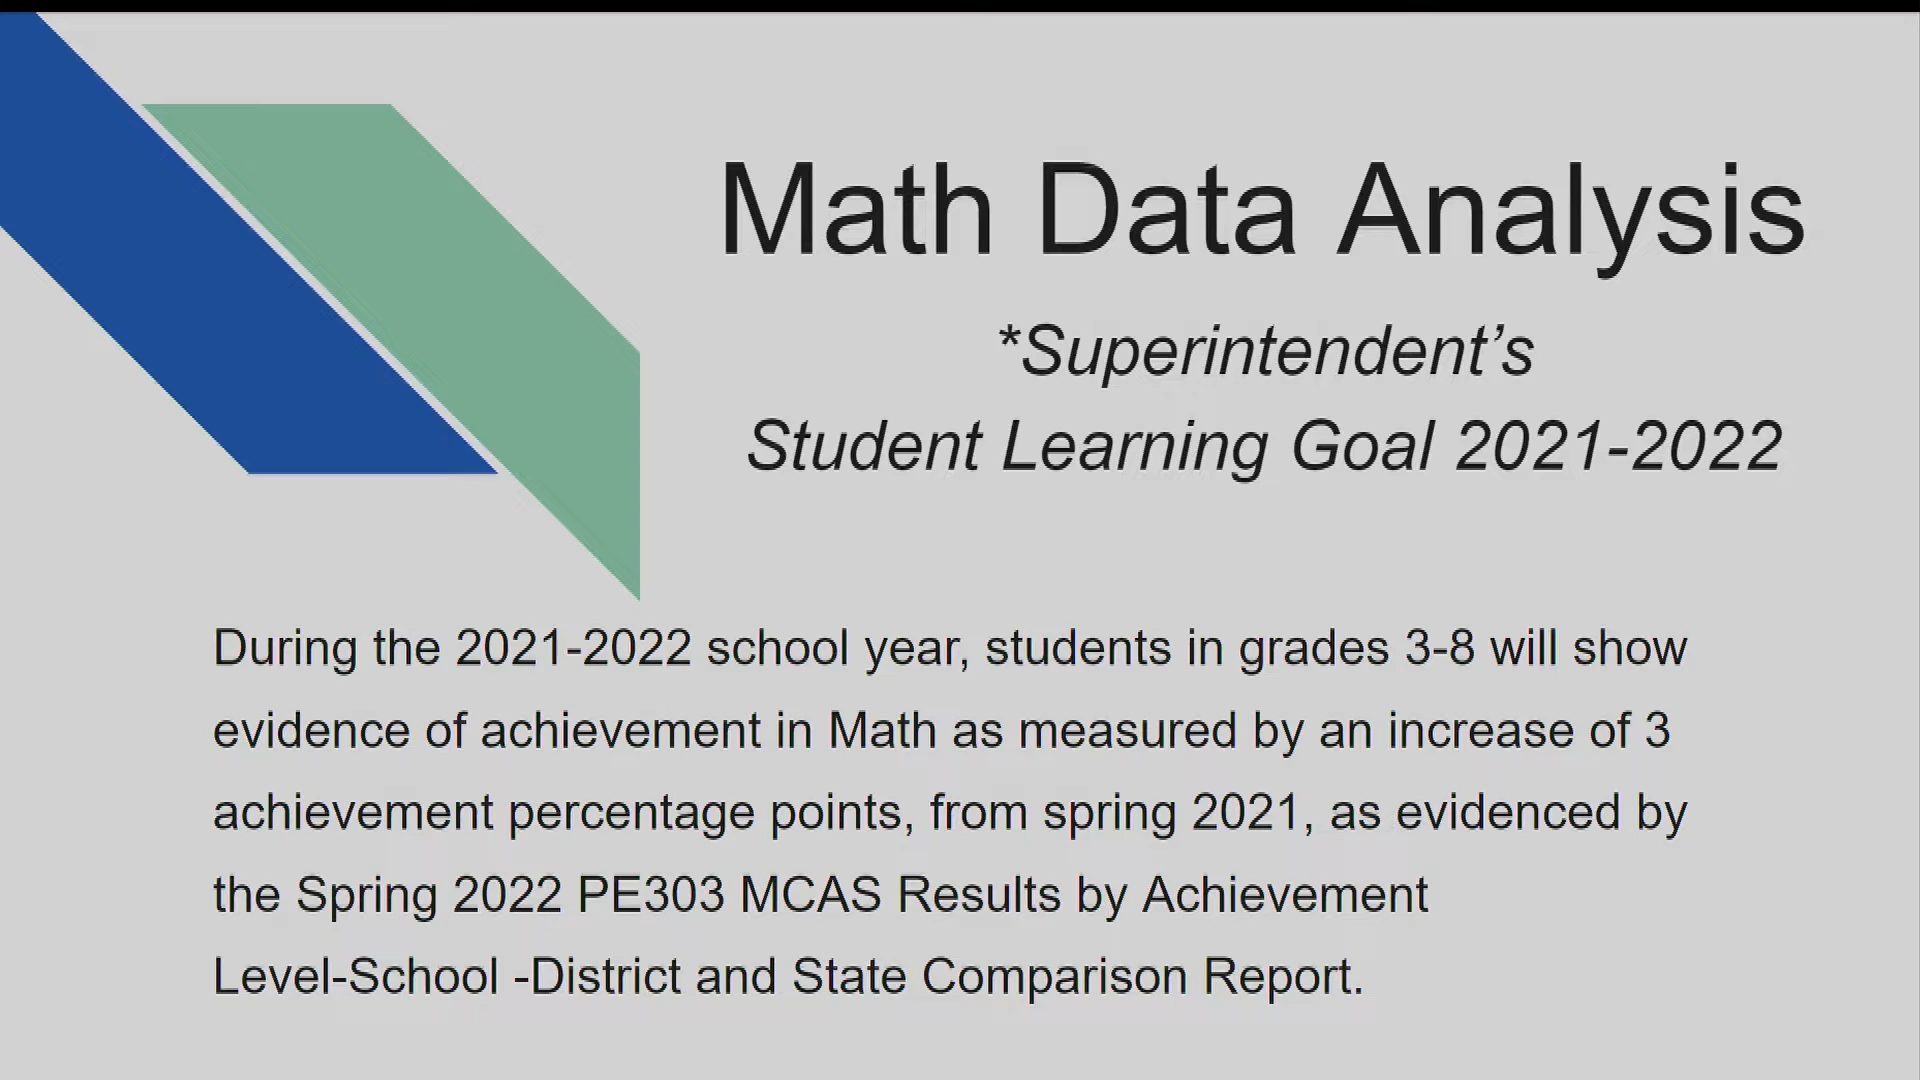 Math Data Analysis
*Superintendent’s
Student Learning Goal 2021-2022
During the 2021-2022 school year, students in grades 3-8 will show
evidence of achievement in Math as measured by an increase of 3
achievement percentage points, from spring 2021, as evidenced by
the Spring 2022 PE303 MCAS Results by Achievement
Level-School -District and State Comparison Report.